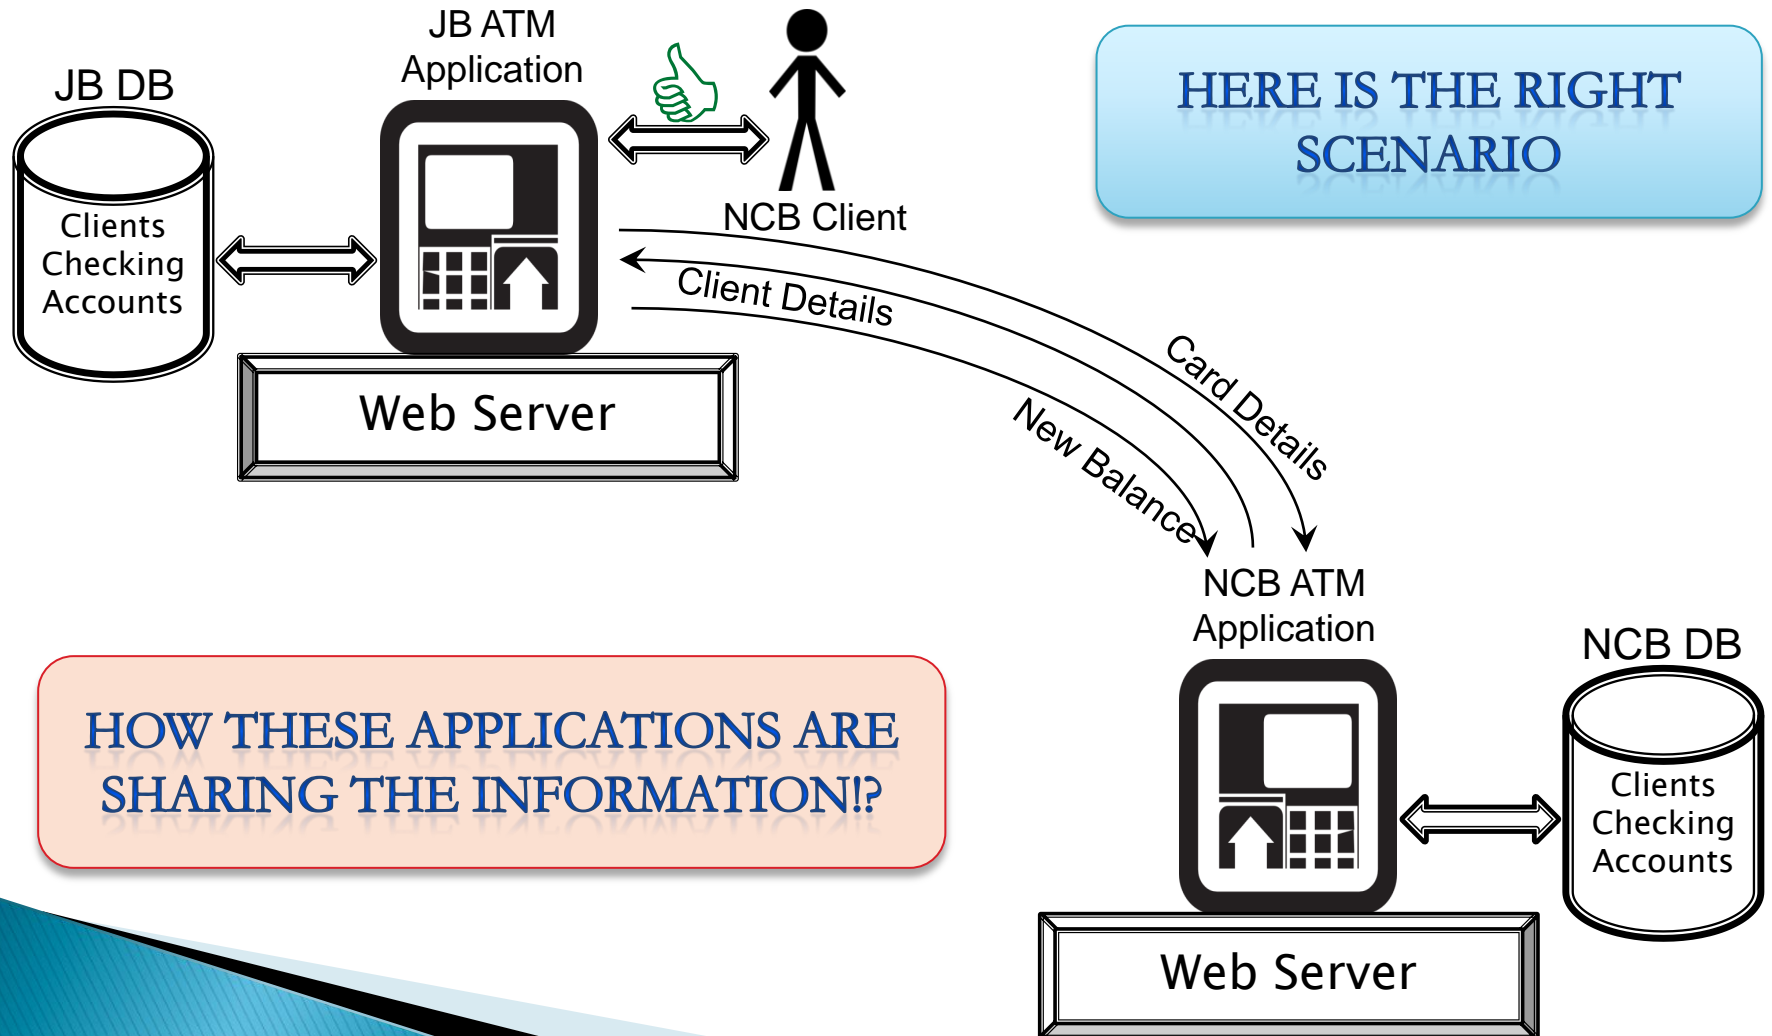 JB ATM
Application
JB DB
Clients
Checking
Accounts
Web Server
NCB Client
HERE IS THE RIGHT
SCENARIO
Client Details
Card Details
New Balance
NCB ATM
Application
NCB DB
Clients
Checking
Accounts
Web Server
HOW THESE APPLICATIONS ARE
SHARING THE INFORMATION!?